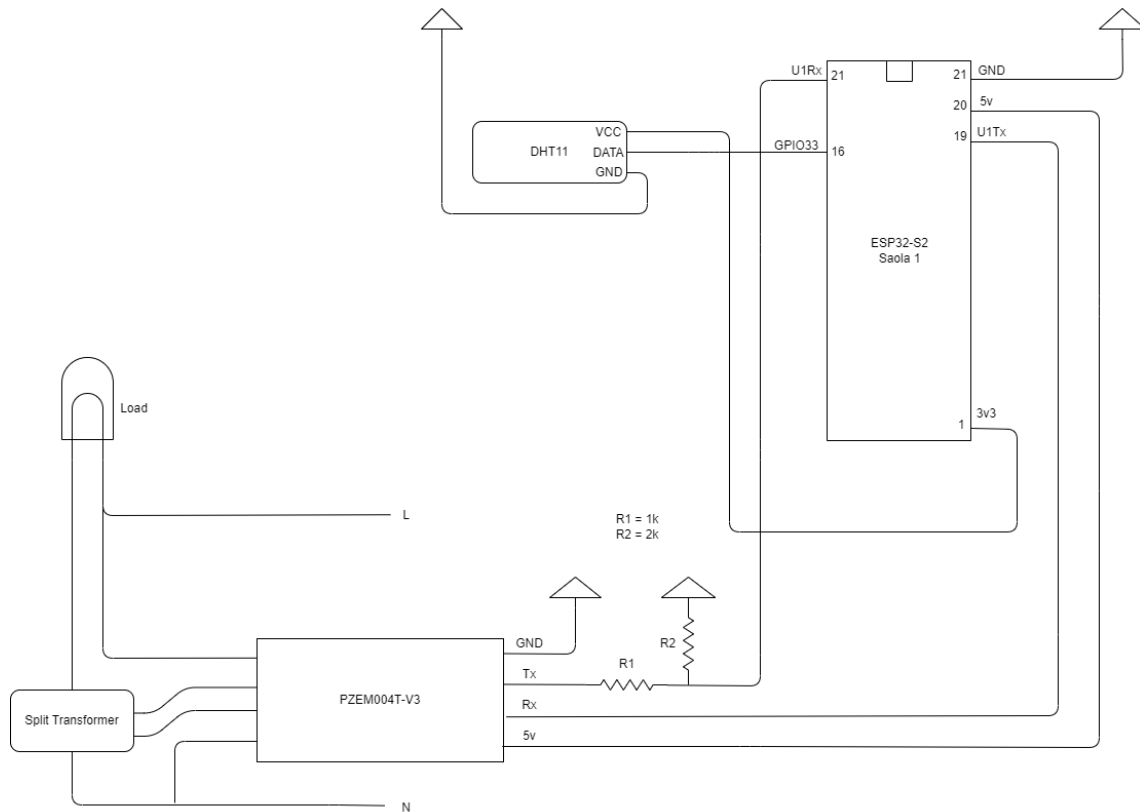 U1Rx
21
21
GND
20
5v
VCC
19
U1Tx
DHT11
DATA
GPIO33
16
GND
ESP32-S2
Saola 1
Load
3v3
1
L
R1 = 1k
R2 = 2k
GND
R2
R1
Tx
PZEM004T-V3
Split Transformer
Rx
5v
N